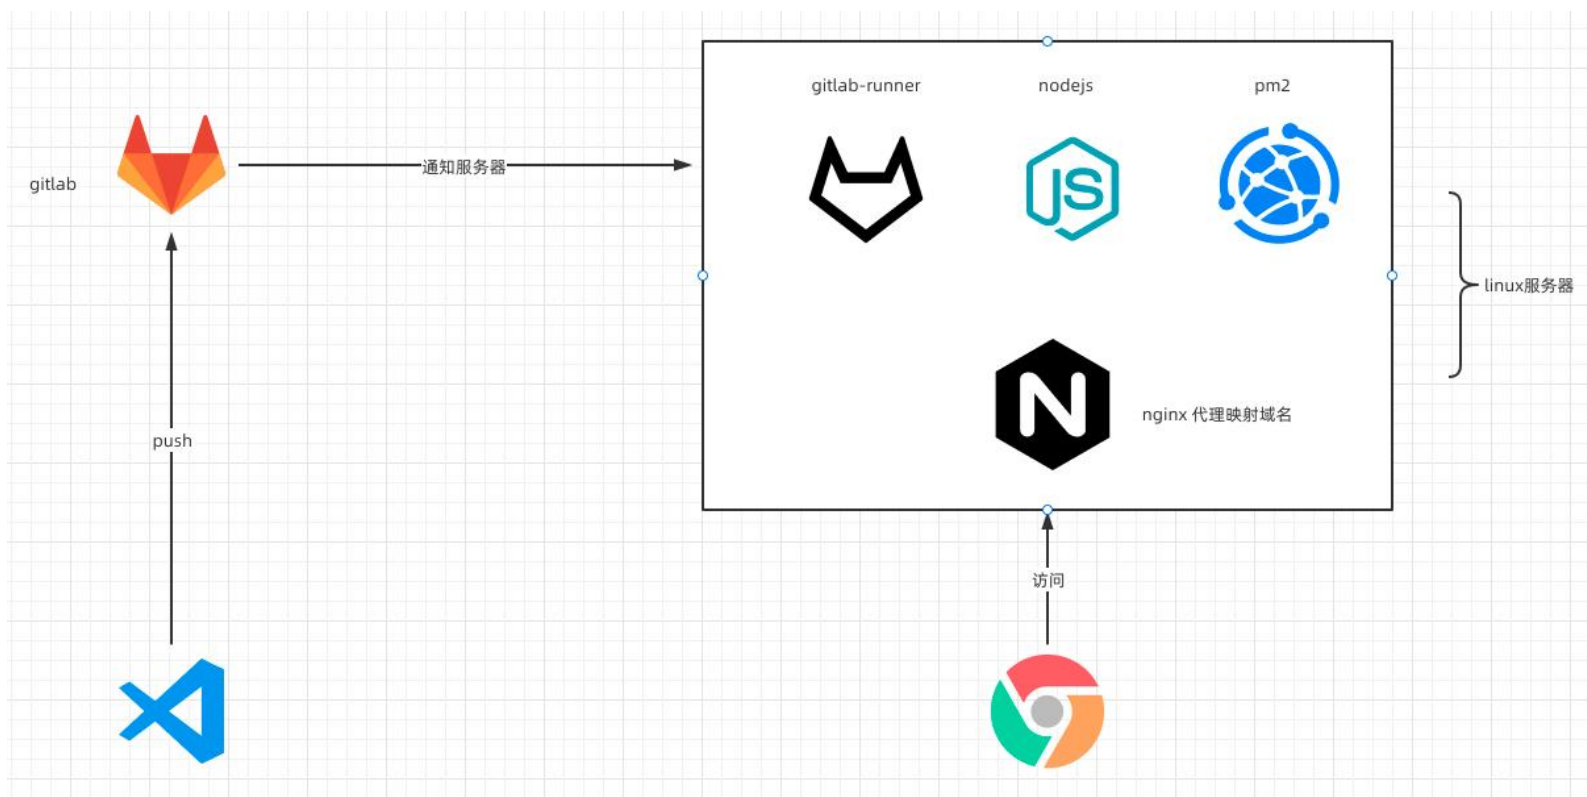 gitlab-runner
nodejs
pm2
JS
gitlab
通知服务器
linux服务器
N
nginx 代理映射域名
push
访问